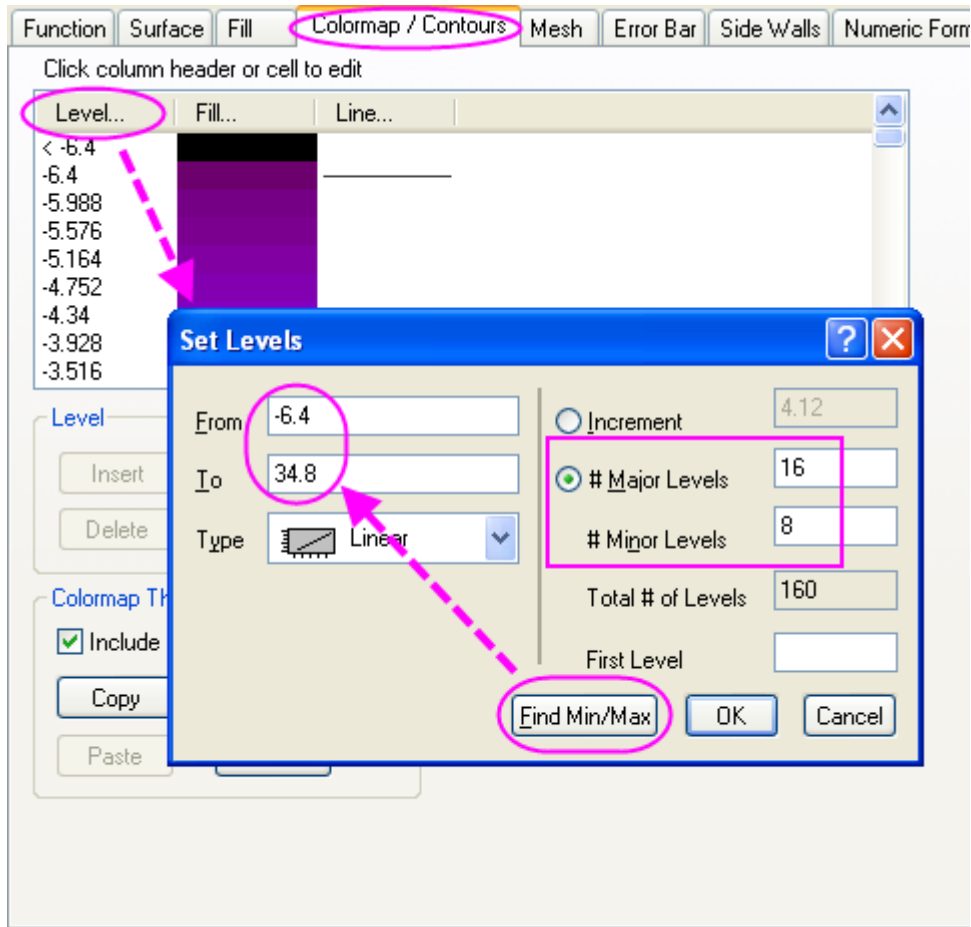 Function Surface Fill Colormap / Contours Mesh Error Bar Side Walls Numeric Form
Click column header or cell to edit
Level... Fill... Line...
< -6.4
-6.4
-5.988
-5.576
-5.164
-4.752
-4.34
-3.928
-3.516
Set Levels
From -6.4
To 34.8
Type Linear
Increment 4.12
# Major Levels 16
# Minor Levels 8
Total # of Levels 160
First Level
Find Min/Max OK Cancel
Level
Insert
Delete
Colormap Th
Include
Copy
Paste